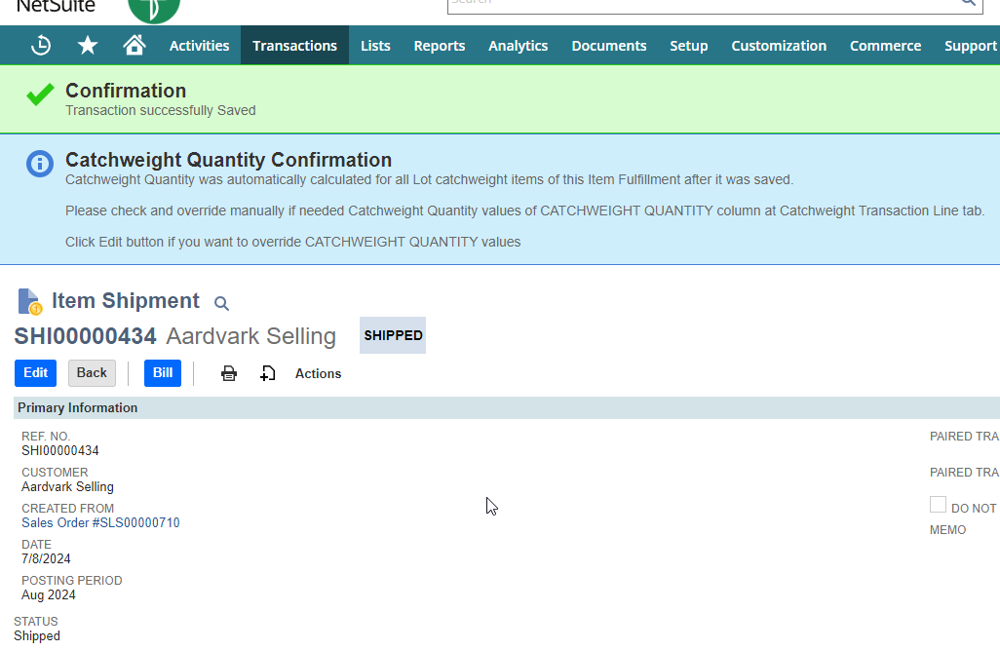 NetSuite
Search
Activities Transactions Lists Reports Analytics Documents Setup Customization Commerce Support
Confirmation
Transaction successfully Saved
Catchweight Quantity Confirmation
Catchweight Quantity was automatically calculated for all Lot catchweight items of this Item Fulfillment after it was saved.
Please check and override manually if needed Catchweight Quantity values of CATCHWEIGHT QUANTITY column at Catchweight Transaction Line tab.
Click Edit button if you want to override CATCHWEIGHT QUANTITY values
Item Shipment
SHI00000434 Aardvark Selling SHIPPED
Edit Back Bill Actions
Primary Information
REF. NO.
SHI00000434
CUSTOMER
Aardvark Selling
CREATED FROM
Sales Order #SLS00000710
DATE
7/8/2024
POSTING PERIOD
Aug 2024
STATUS
Shipped
PAIRED TRA
PAIRED TRA
DO NOT
MEMO